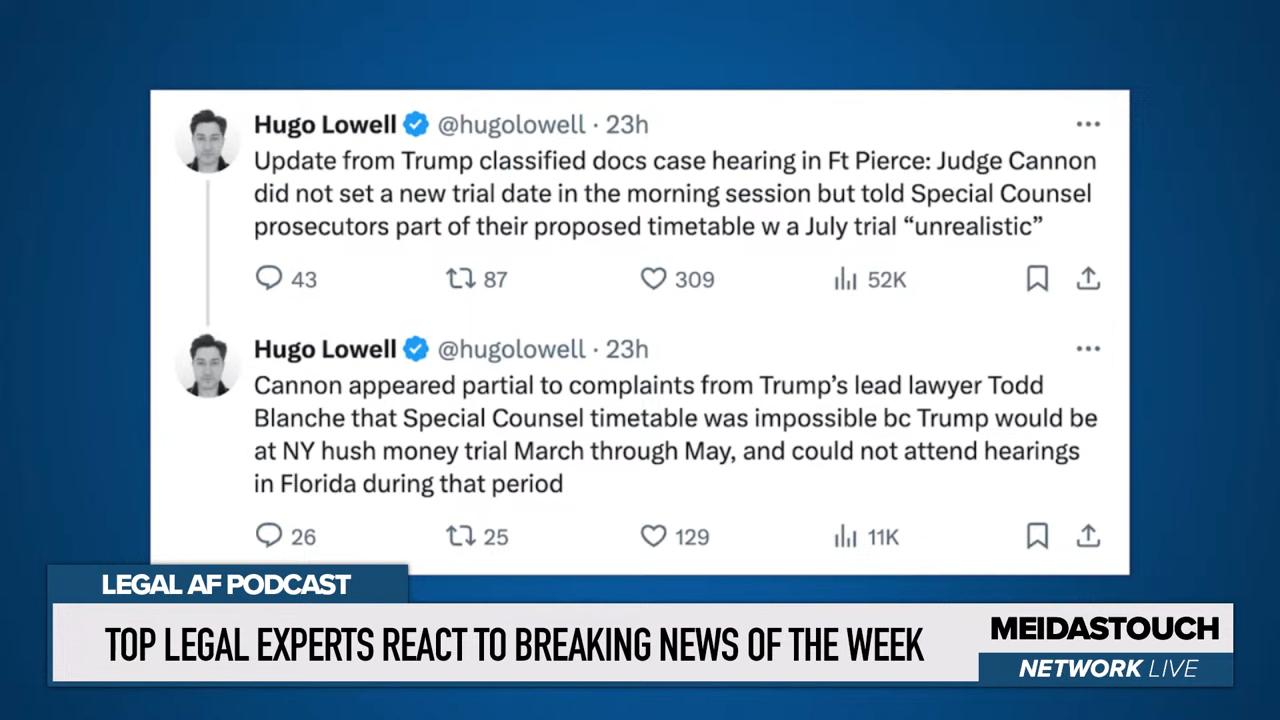 Hugo Lowell @hugolowell · 23h
Update from Trump classified docs case hearing in Ft Pierce: Judge Cannon
did not set a new trial date in the morning session but told Special Counsel
prosecutors part of their proposed timetable w a July trial “unrealistic”
43 87 309 52K
Hugo Lowell @hugolowell · 23h
Cannon appeared partial to complaints from Trump’s lead lawyer Todd
Blanche that Special Counsel timetable was impossible bc Trump would be
at NY hush money trial March through May, and could not attend hearings
in Florida during that period
26 25 129 11K
LEGAL AF PODCAST
TOP LEGAL EXPERTS REACT TO BREAKING NEWS OF THE WEEK
MEIDASTOUCH
NETWORK LIVE